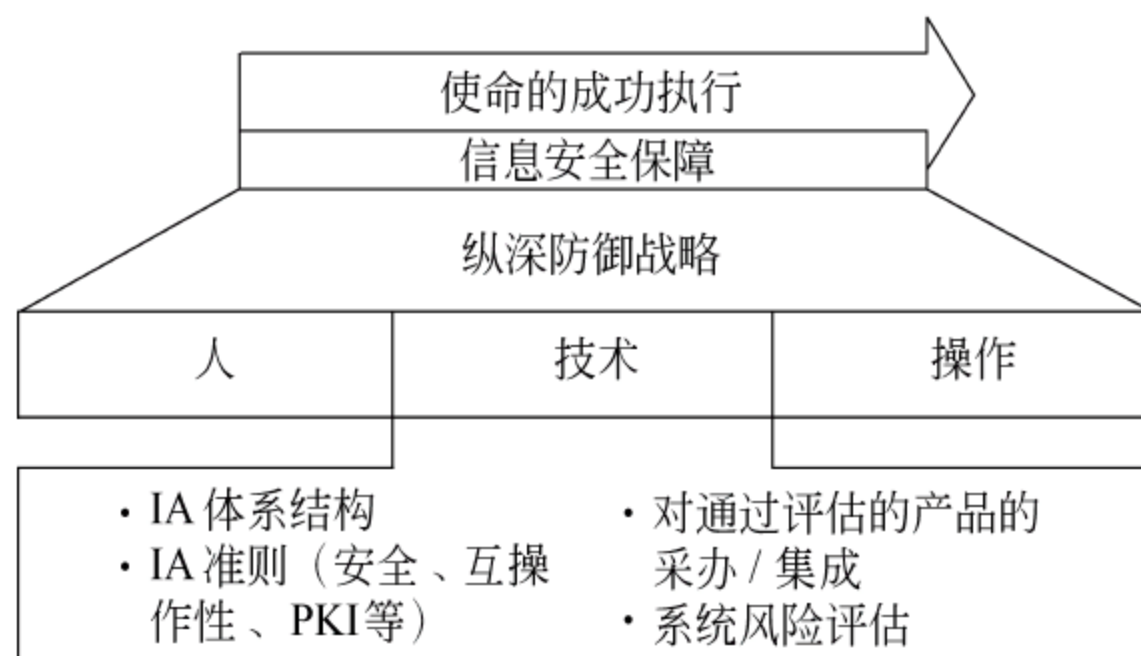 使命的成功执行
信息安全保障
纵深防御战略
人
技术
操作
· IA 体系结构
· IA 准则（安全、互操
作性、PKI等）
· 对通过评估的产品的
采办 / 集成
· 系统风险评估